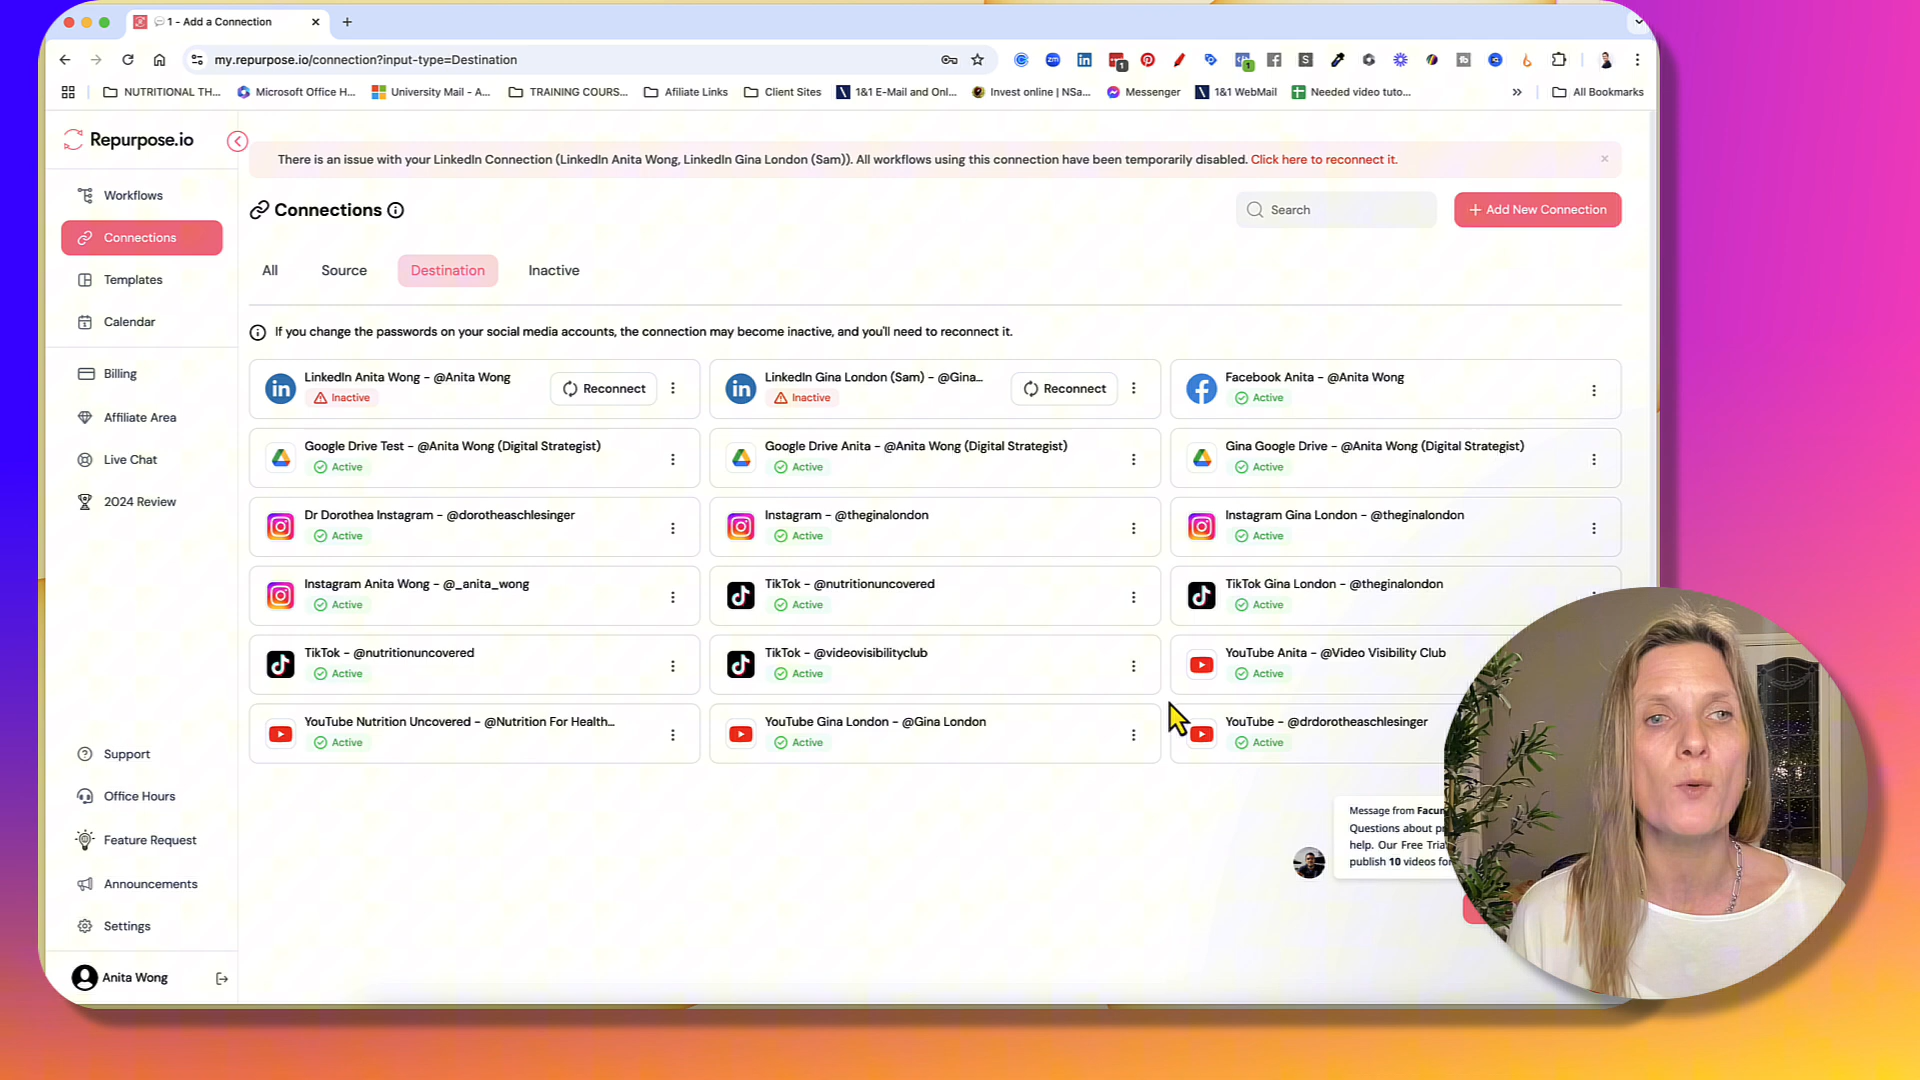 1 - Add a Connection
my.repurpose.io/connection?input-type=Destination
NUTRITIONAL TH...
Microsoft Office H...
University Mail - A...
TRAINING COURS...
Afiliate Links
Client Sites
1&1 E-Mail and Onl...
Invest online | NSa...
Messenger
1&1 WebMail
Needed video tuto...
All Bookmarks
Repurpose.io
There is an issue with your LinkedIn Connection (LinkedIn Anita Wong, LinkedIn Gina London (Sam)). All workflows using this connection have been temporarily disabled. Click here to reconnect it.
Workflows
Connections
Templates
Calendar
Billing
Affiliate Area
Live Chat
2024 Review
Support
Office Hours
Feature Request
Announcements
Settings
Anita Wong
Connections
Search
+ Add New Connection
All
Source
Destination
Inactive
If you change the passwords on your social media accounts, the connection may become inactive, and you'll need to reconnect it.
LinkedIn Anita Wong - @Anita Wong
Inactive
Reconnect
LinkedIn Gina London (Sam) - @Gina...
Inactive
Reconnect
Facebook Anita - @Anita Wong
Active
Google Drive Test - @Anita Wong (Digital Strategist)
Active
Google Drive Anita - @Anita Wong (Digital Strategist)
Active
Gina Google Drive - @Anita Wong (Digital Strategist)
Active
Dr Dorothea Instagram - @dorotheaschlesinger
Active
Instagram - @theginalondon
Active
Instagram Gina London - @theginalondon
Active
Instagram Anita Wong - @_anita_wong
Active
TikTok - @nutritionuncovered
Active
TikTok Gina London - @theginalondon
Active
TikTok - @nutritionuncovered
Active
TikTok - @videovisibilityclub
Active
YouTube Anita - @Video Visibility Club
Active
YouTube Nutrition Uncovered - @Nutrition For Health...
Active
YouTube Gina London - @Gina London
Active
YouTube - @drdorotheaschlesinger
Active
Message from
Questions about
help. Our Free
publish 10 videos